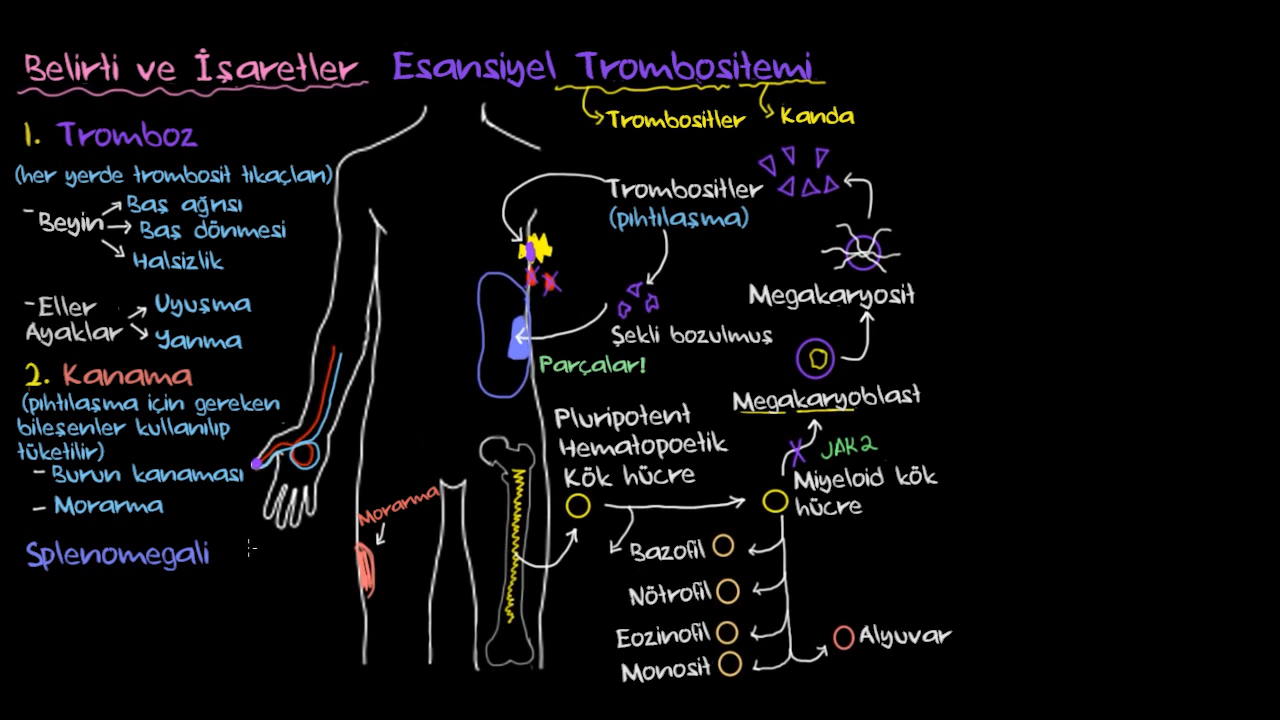 Belirti ve İşaretler
Esansiyel Trombositemi
Trombositler
Kanda
1. Tromboz
(her yerde trombosit tıkaçları)
- Beyin
Baş ağrısı
Baş dönmesi
Halsizlik
- Eller
Ayaklar
Uyuşma
Yanma
2. Kanama
(pıhtılaşma için gereken
bileşenler kullanılıp
tüketilir)
- Burun kanaması
- Morarma
Splenomegali
Morarma
Trombositler
(pıhtılaşma)
Şekli bozulmuş
Parçalar!
Megakaryosit
Megakaryoblast
JAK2
Pluripotent
Hematopoetik
Kök hücre
Miyeloid kök
hücre
Bazofil
Nötrofil
Eozinofil
Monosit
Alyuvar